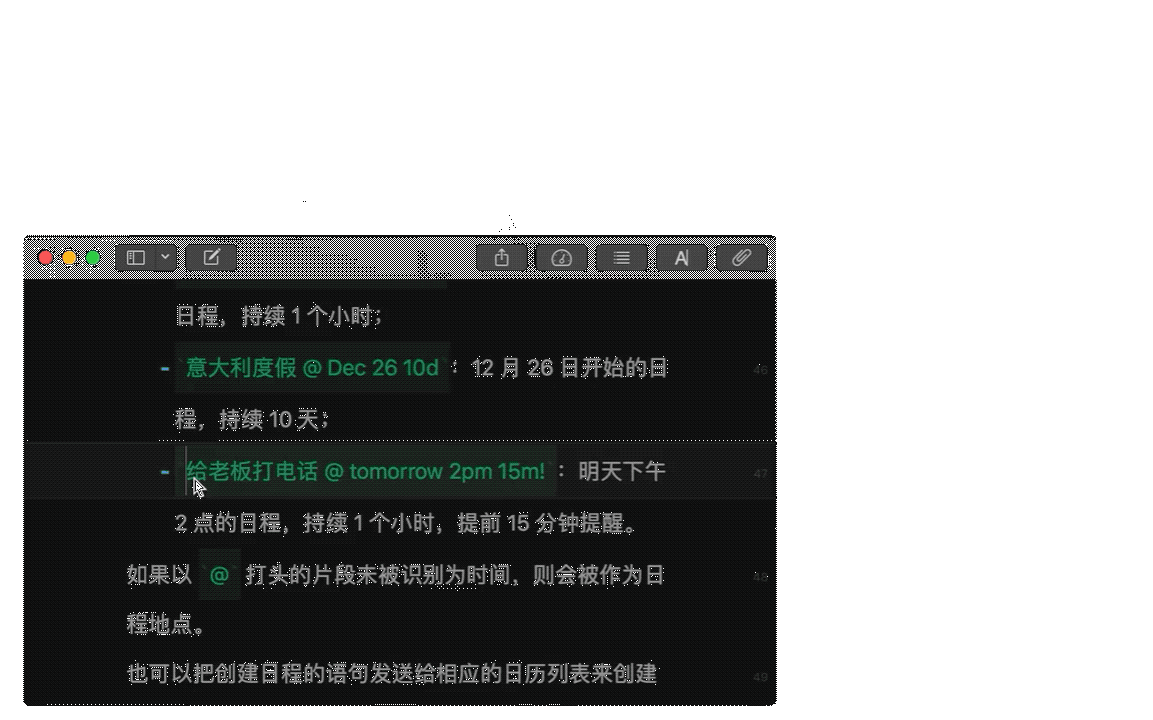 日程，持续 1 个小时；
- `意大利度假 @ Dec 26 10d`：12 月 26 日开始的日 46
程，持续 10 天；
- `给老板打电话 @ tomorrow 2pm 15m!`：明天下午 47
2 点的日程，持续 1 个小时，提前 15 分钟提醒。
如果以 `@` 打头的片段未被识别为时间，则会被作为日 48
程地点。
也可以把创建日程的语句发送给相应的日历列表来创建 49